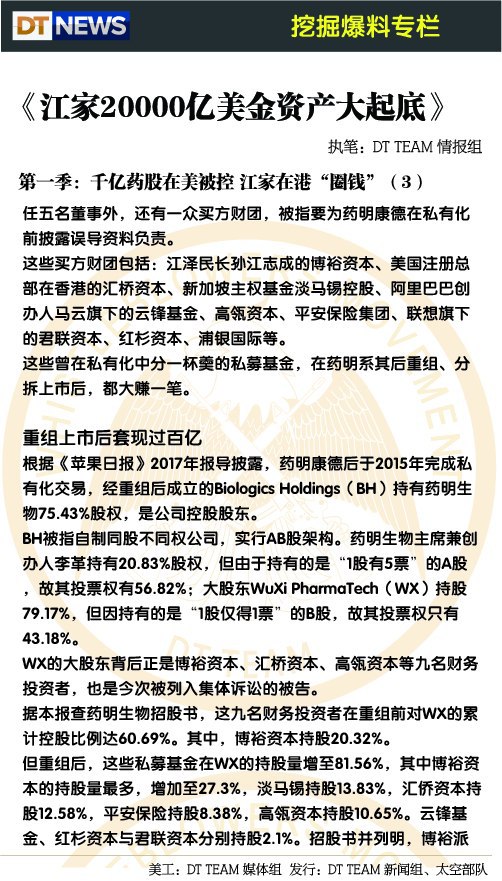 DT NEWS
挖掘爆料专栏
《江家20000亿美金资产大起底》
执笔：DT TEAM 情报组
第一季：千亿药股在美被控 江家在港“圈钱”（3）
任五名董事外，还有一众买方财团，被指要为药明康德在私有化
前披露误导资料负责。
这些买方财团包括：江泽民长孙江志成的博裕资本、美国注册总
部在香港的汇桥资本、新加坡主权基金淡马锡控股、阿里巴巴创
办人马云旗下的云锋基金、高瓴资本、平安保险集团、联想旗下
的君联资本、红杉资本、浦银国际等。
这些曾在私有化中分一杯羹的私募基金，在药明系其后重组、分
拆上市后，都大赚一笔。
重组上市后套现过百亿
根据《苹果日报》2017年报导披露，药明康德后于2015年完成私
有化交易，经重组后成立的Biologics Holdings（BH）持有药明生
物75.43%股权，是公司控股股东。
BH被指自制同股不同权公司，实行AB股架构。药明生物主席兼创
办人李革持有20.83%股权，但由于持有的是“1股有5票”的A股
，故其投票权有56.82%；大股东WuXi PharmaTech（WX）持股
79.17%，但因持有的是“1股仅得1票”的B股，故其投票权只有
43.18%。
WX的大股东背后正是博裕资本、汇桥资本、高瓴资本等九名财务
投资者，也是今次被列入集体诉讼的被告。
据本报查药明生物招股书，这九名财务投资者在重组前对WX的累
计控股比例达60.69%。其中，博裕资本持股20.32%。
但重组后，这些私募基金在WX的持股量增至81.56%，其中博裕资
本的持股量最多，增加至27.3%，淡马锡持股13.83%，汇侨资本持
股12.58%，平安保险持股8.38%，高瓴资本持股10.65%。云锋基
金、红杉资本与君联资本分别持股2.1%。招股书并列明，博裕派
美工：DT TEAM 媒体组 发行：DT TEAM 新闻组、太空部队
DT TEAM